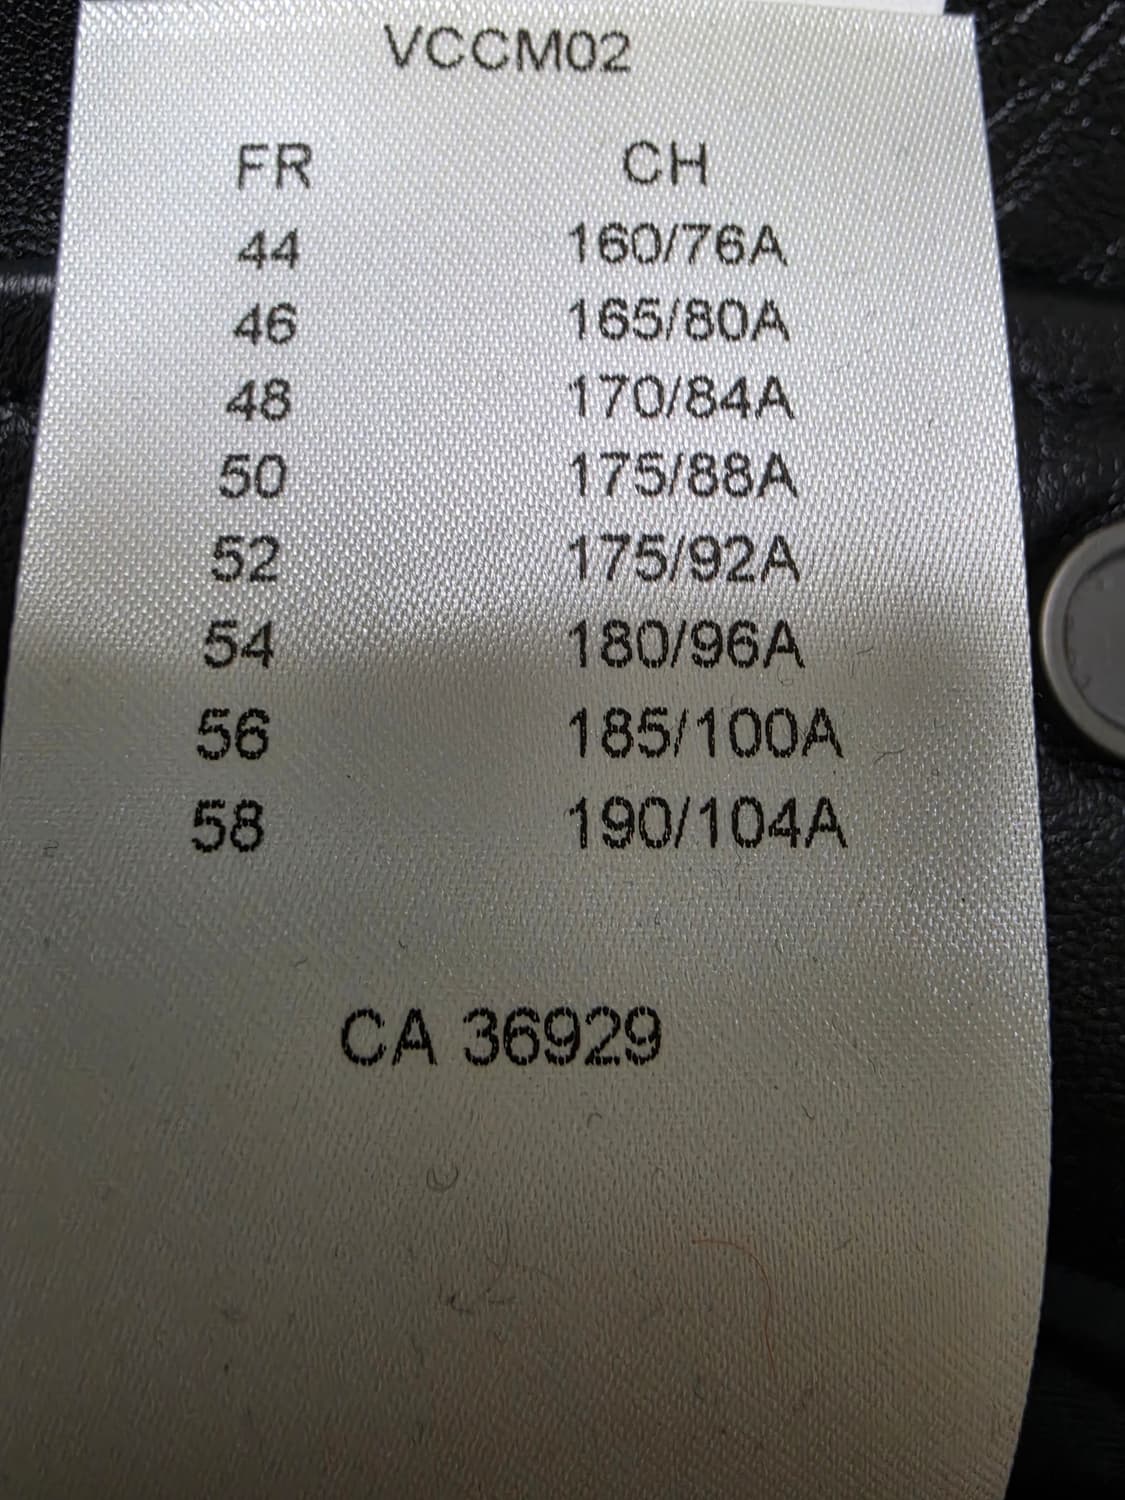 VCCM02
FR CH
44 160/76A
46 165/80A
48 170/84A
50 175/88A
52 175/92A
54 180/96A
56 185/100A
58 190/104A
CA 36929